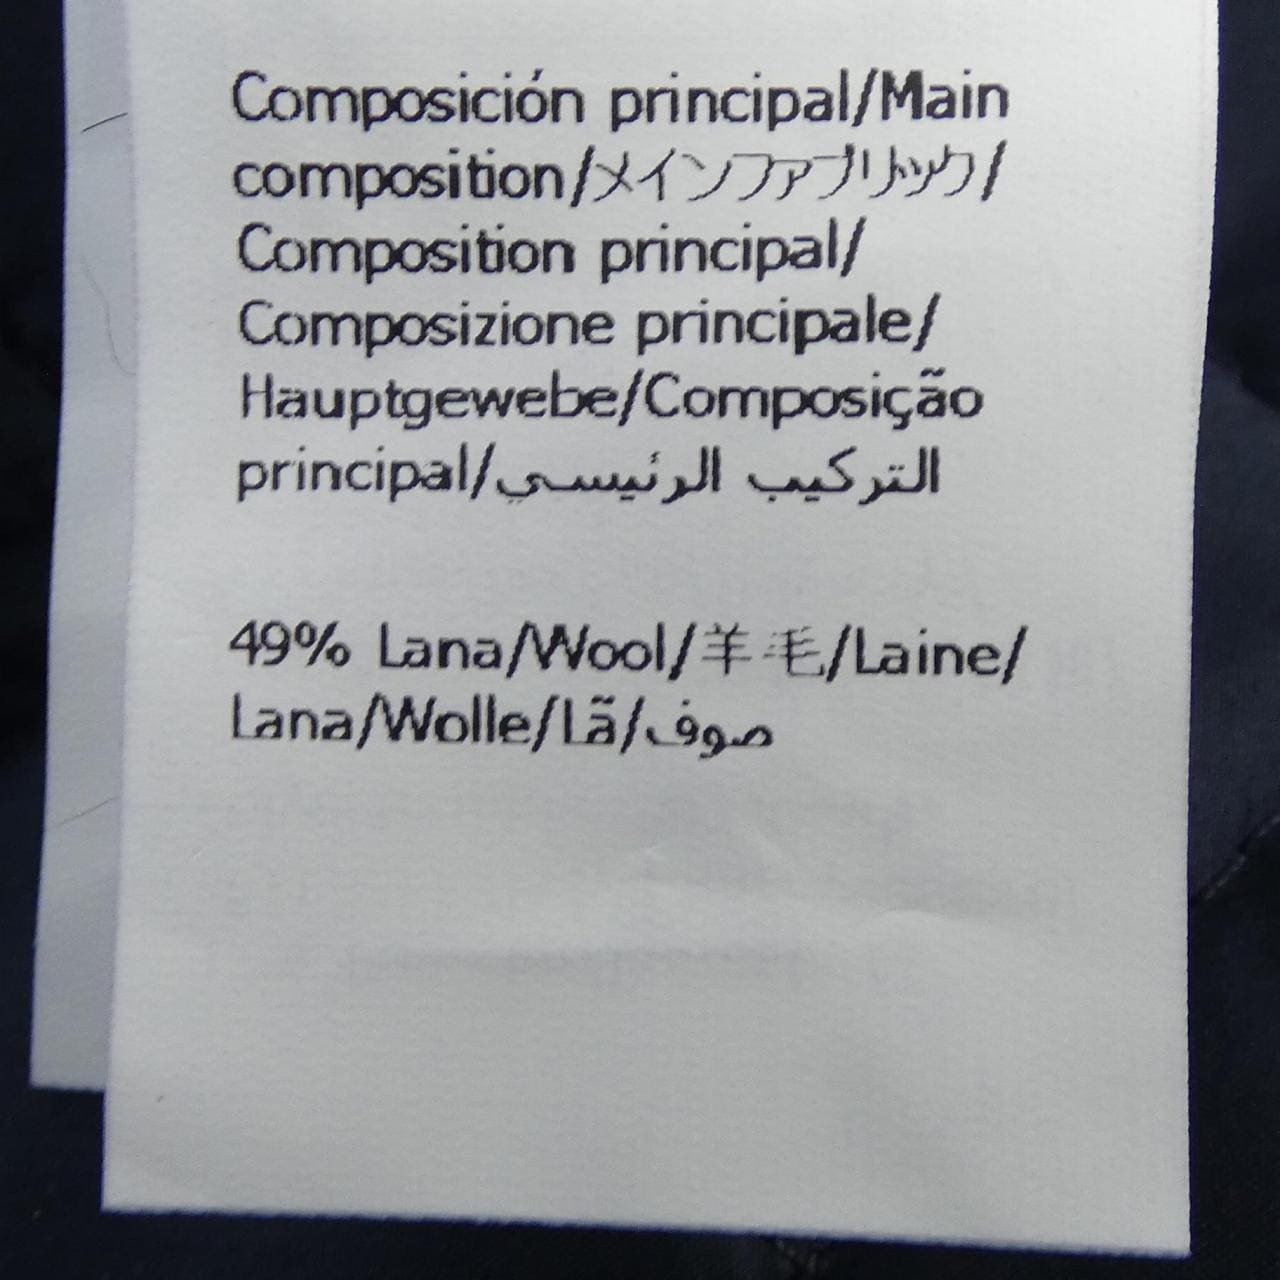 Composición principal/Main
composition/メインファブリック/
Composition principal/
Composizione principale/
Hauptgewebe/Composição
principal/التركيب الرئيسي
49% Lana/Wool/羊毛/Laine/
Lana/Wolle/Lã/صوف